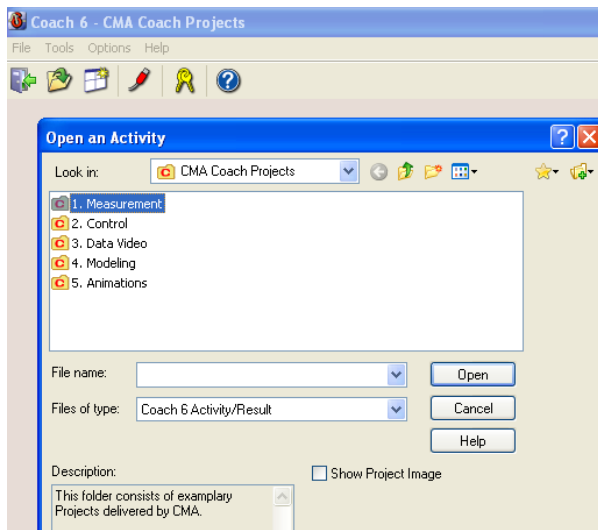 Coach 6 - CMA Coach Projects
File Tools Options Help
Open an Activity
Look in: CMA Coach Projects
1. Measurement
2. Control
3. Data Video
4. Modeling
5. Animations
File name: Open
Files of type: Coach 6 Activity/Result Cancel
Help
Description: Show Project Image
This folder consists of examplary
Projects delivered by CMA.